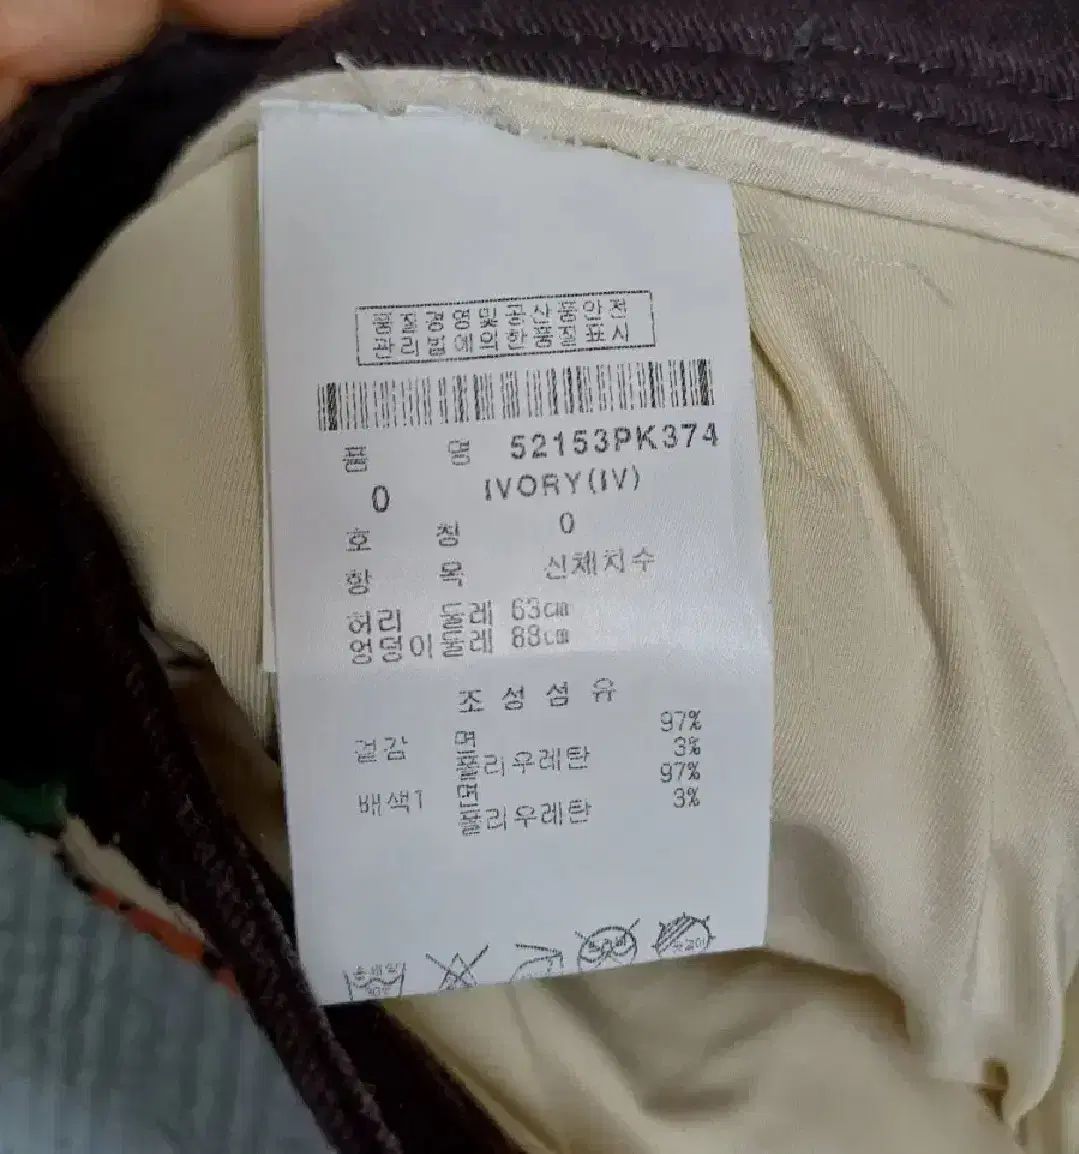 품질경영및공산품안전
관리법에의한품질표시
품 명 52153PK374
0 IVORY(IV)
호 칭 0
항 목 신체치수
허리 둘레 63cm
엉덩이둘레 88cm
조성섬유
겉감 면 97%
폴리우레탄 3%
배색1 면 97%
폴리우레탄 3%